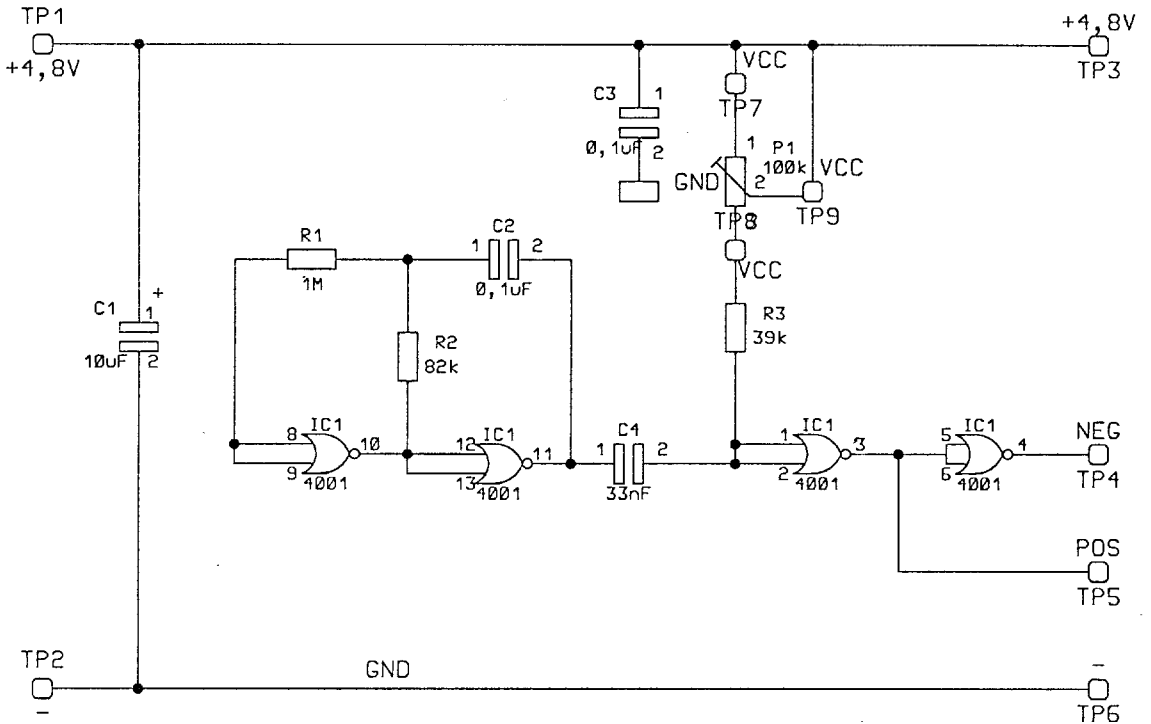 TP1
+4,8V
+4,8V
TP3
VCC
TP7
C3
1
0,1uF
2
1
P1
100k
GND
2
VCC
TP9
TP8
VCC
R1
1M
C2
1
2
0,1uF
C1
+
1
10uF
2
R2
82k
R3
39k
IC1
8
10
9
4001
IC1
12
11
13
4001
C4
1
2
33nF
IC1
1
3
2
4001
IC1
5
4
6
4001
NEG
TP4
POS
TP5
TP2
-
GND
-
TP6